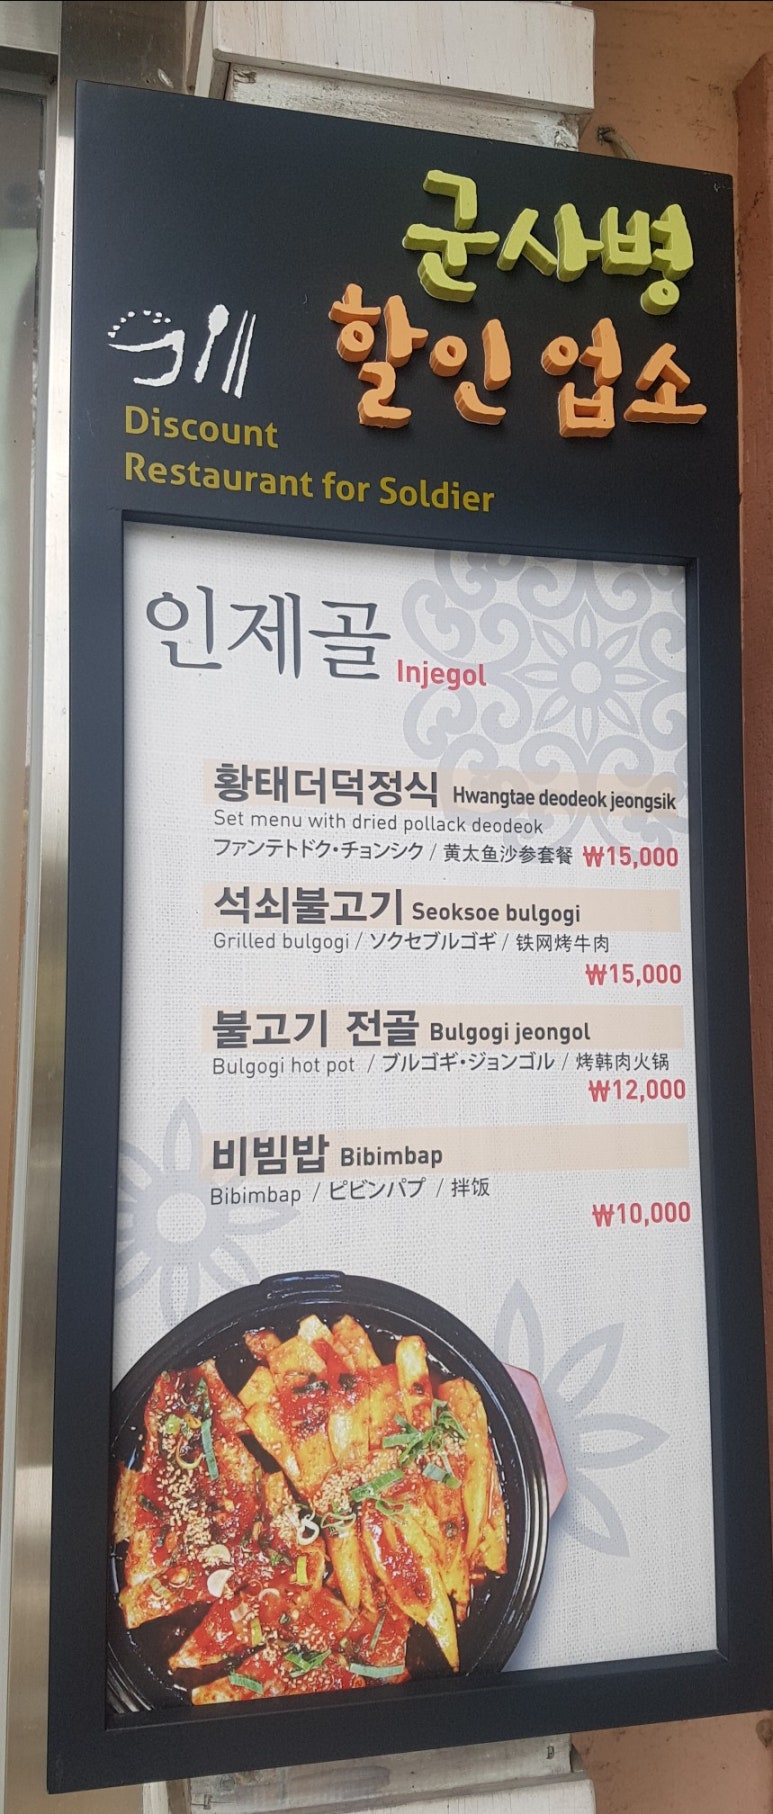 군사병
할인 업소
Discount
Restaurant for Soldier
인제골 Injegol
황태더덕정식 Hwangtae deodeok jeongsik
Set menu with dried pollack deodeok
ファンテトドク・チョンシク / 黄太鱼沙参套餐 ₩15,000
석쇠불고기 Seoksoe bulgogi
Grilled bulgogi / ソクセブルゴギ / 铁网烤牛肉
₩15,000
불고기 전골 Bulgogi jeongol
Bulgogi hot pot / ブルゴギ・ジョンゴル / 烤韩肉火锅
₩12,000
비빔밥 Bibimbap
Bibimbap / ピビンパプ / 拌饭
₩10,000